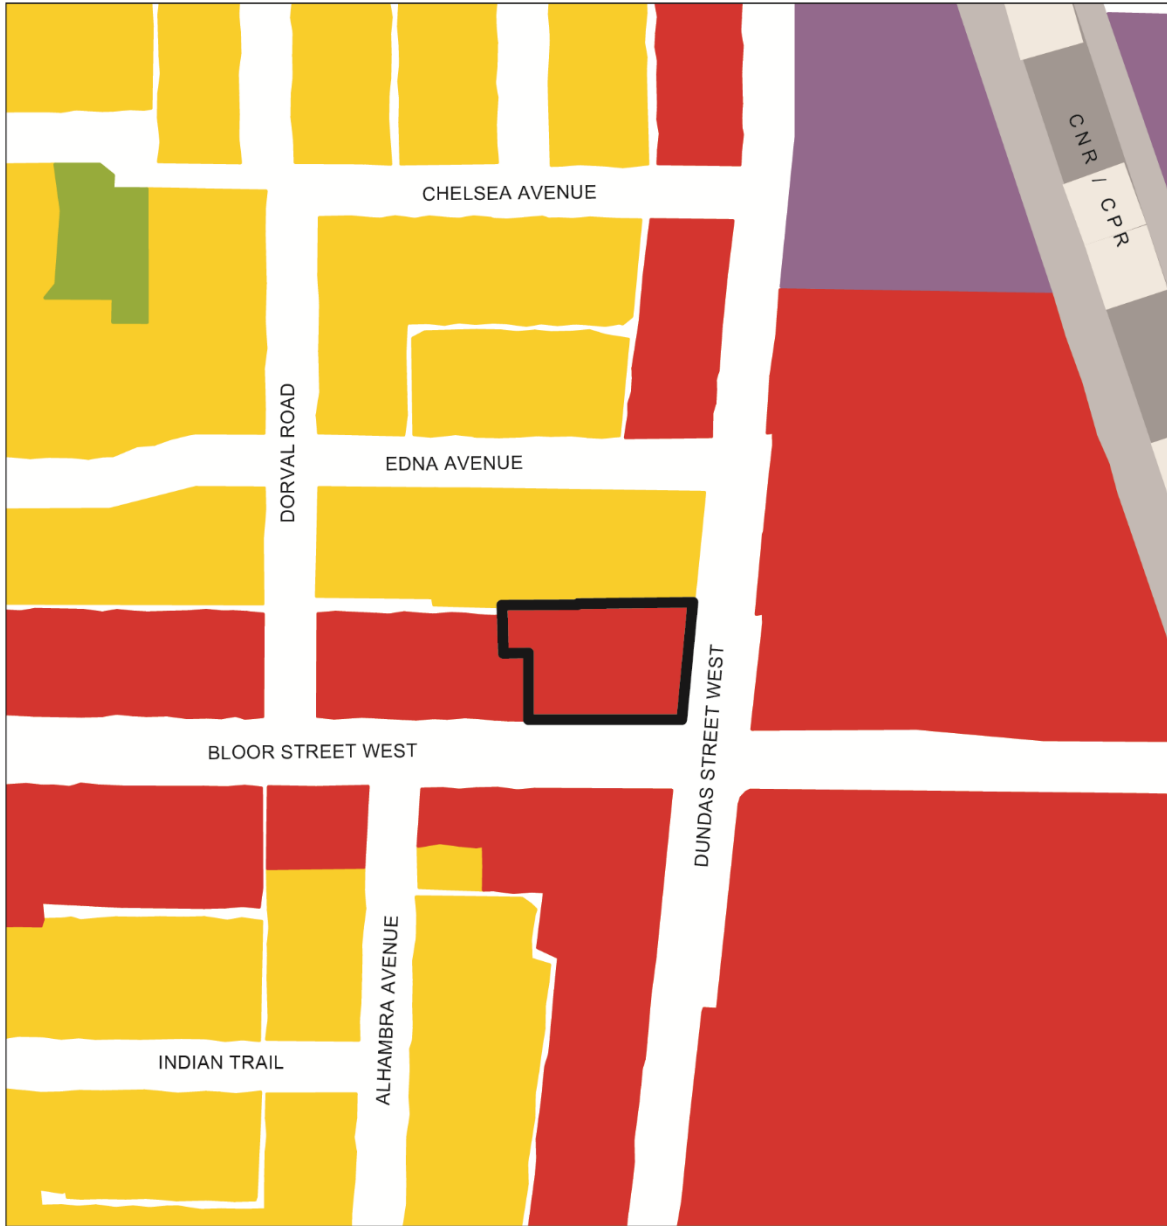 CNR / CPR
CHELSEA AVENUE
DORVAL ROAD
EDNA AVENUE
DUNDAS STREET WEST
BLOOR STREET WEST
ALHAMBRA AVENUE
INDIAN TRAIL